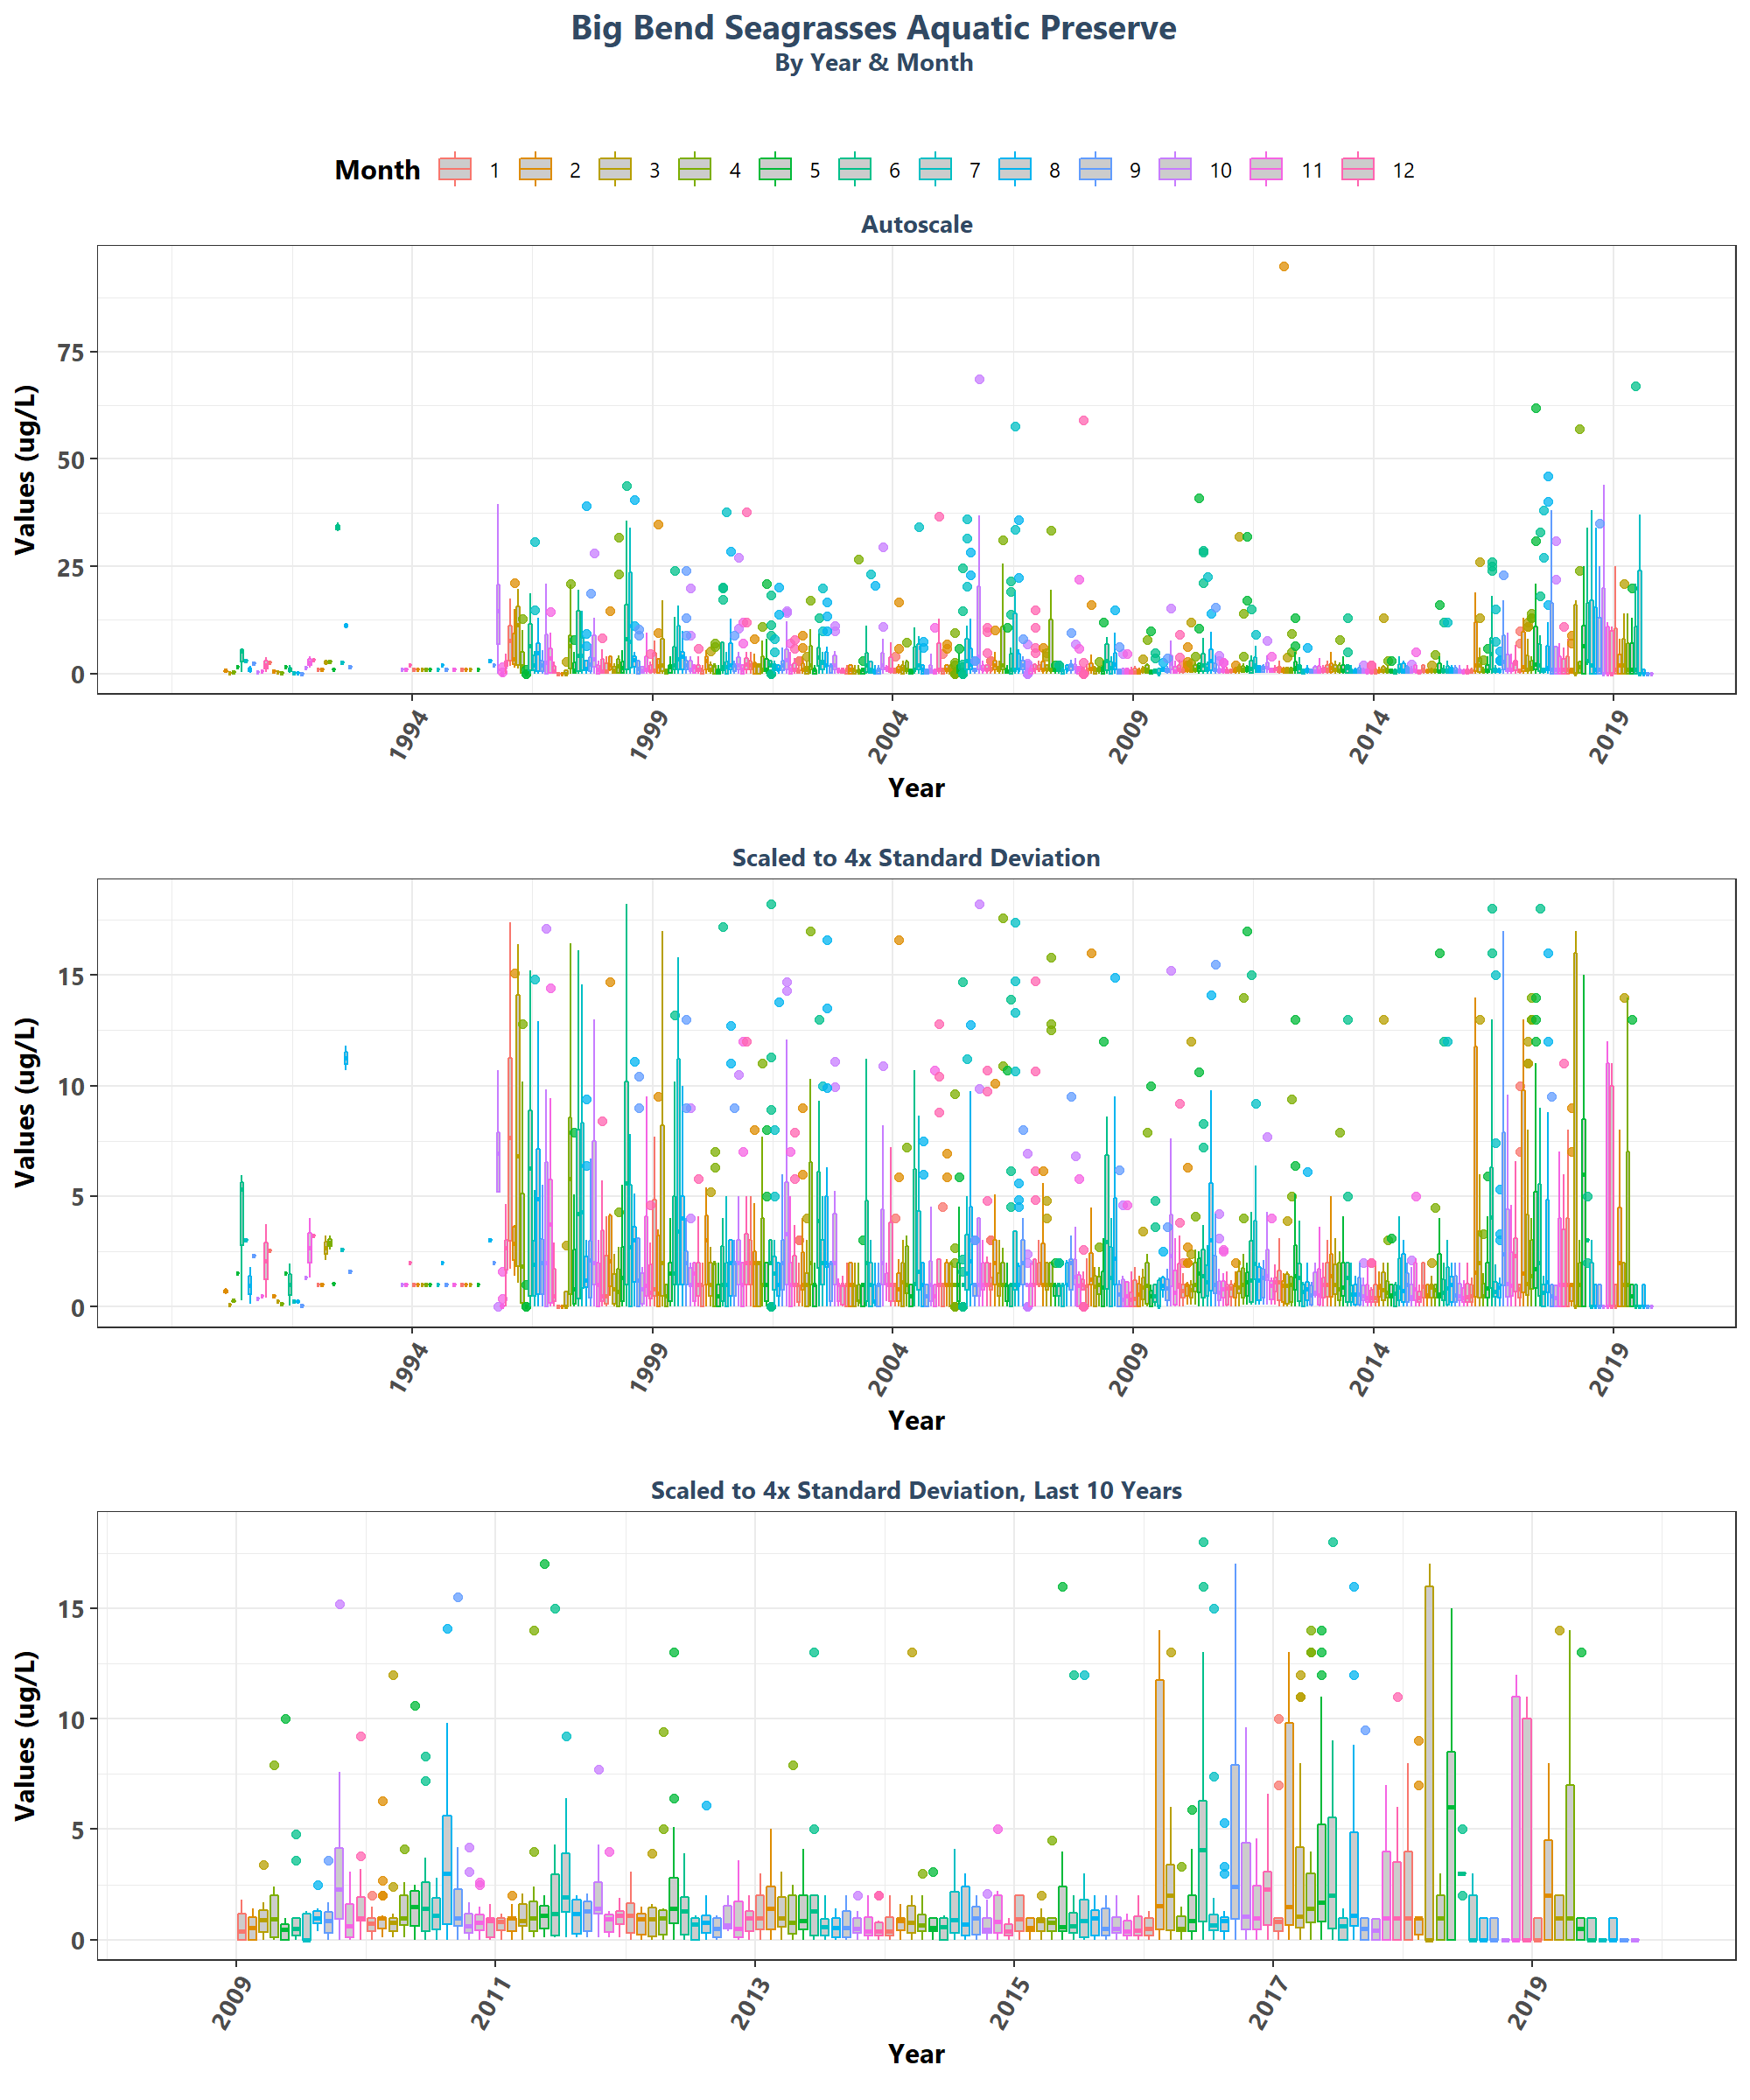 Big Bend Seagrasses Aquatic Preserve
By Year & Month
Month 1 2 3 4 5 6 7 8 9 10 11 12
Autoscale
Values (ug/L)
75
50
25
0
1994 1999 2004 2009 2014 2019
Year
Scaled to 4x Standard Deviation
Values (ug/L)
15
10
5
0
1994 1999 2004 2009 2014 2019
Year
Scaled to 4x Standard Deviation, Last 10 Years
Values (ug/L)
15
10
5
0
2009 2011 2013 2015 2017 2019
Year